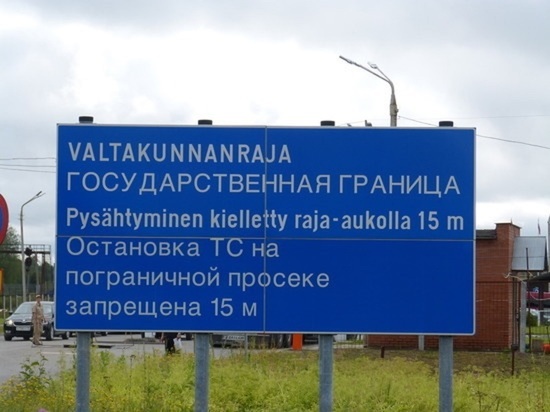 VALTAKUNNANRAJA
ГОСУДАРСТВЕННАЯ ГРАНИЦА
Pysähtyminen kielletty raja-aukolla 15 m
Остановка ТС на
пограничной просеке
запрещена 15 м